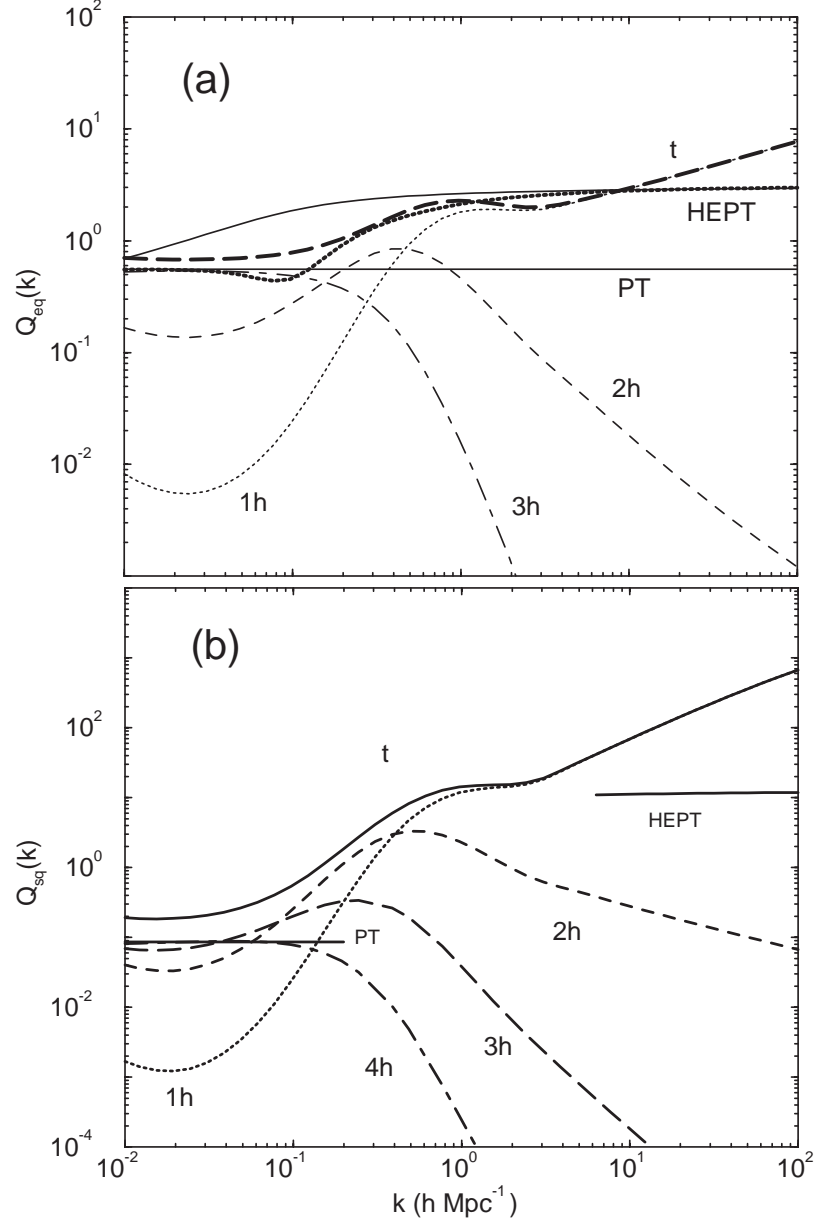 (a)
10^2
10^1
10^0
10^-1
10^-2
Q_eq(k)
t
HEPT
PT
2h
1h
3h
(b)
10^2
10^0
10^-2
10^-4
Q_sq(k)
t
HEPT
PT
2h
3h
4h
1h
10^-2
10^-1
10^0
10^1
10^2
k (h Mpc^-1)